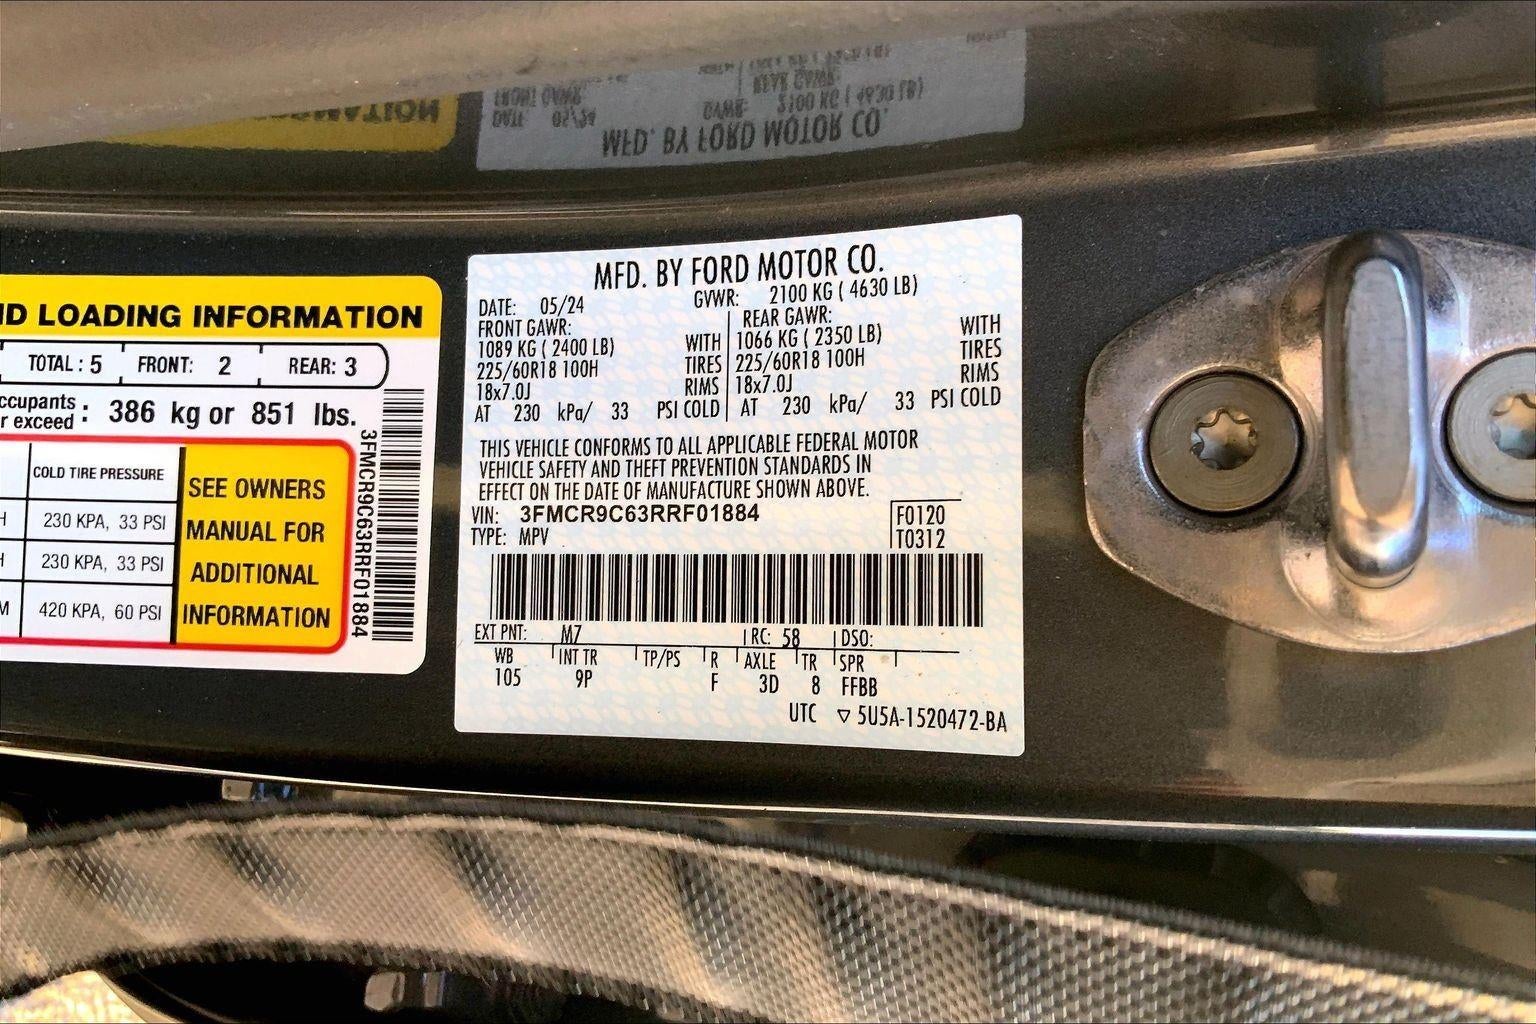 ID LOADING INFORMATION
TOTAL : 5 FRONT: 2 REAR: 3
ccupants
r exceed : 386 kg or 851 lbs.
COLD TIRE PRESSURE
H 230 KPA, 33 PSI
H 230 KPA, 33 PSI
M 420 KPA, 60 PSI
SEE OWNERS
MANUAL FOR
ADDITIONAL
INFORMATION
3FMCR9C63RRF01884
MFD. BY FORD MOTOR CO.
DATE: 05/24 GVWR: 2100 KG ( 4630 LB)
FRONT GAWR: REAR GAWR:
1089 KG ( 2400 LB) WITH 1066 KG ( 2350 LB) WITH
225/60R18 100H TIRES 225/60R18 100H TIRES
18x7.0J RIMS 18x7.0J RIMS
AT 230 kPa/ 33 PSI COLD AT 230 kPa/ 33 PSI COLD
THIS VEHICLE CONFORMS TO ALL APPLICABLE FEDERAL MOTOR
VEHICLE SAFETY AND THEFT PREVENTION STANDARDS IN
EFFECT ON THE DATE OF MANUFACTURE SHOWN ABOVE.
VIN: 3FMCR9C63RRF01884 F0120
TYPE: MPV T0312
EXT PNT: M7 RC: 58 DSO:
WB INT TR TP/PS R AXLE TR SPR
105 9P F 3D 8 FFBB
UTC ▽ 5U5A-1520472-BA